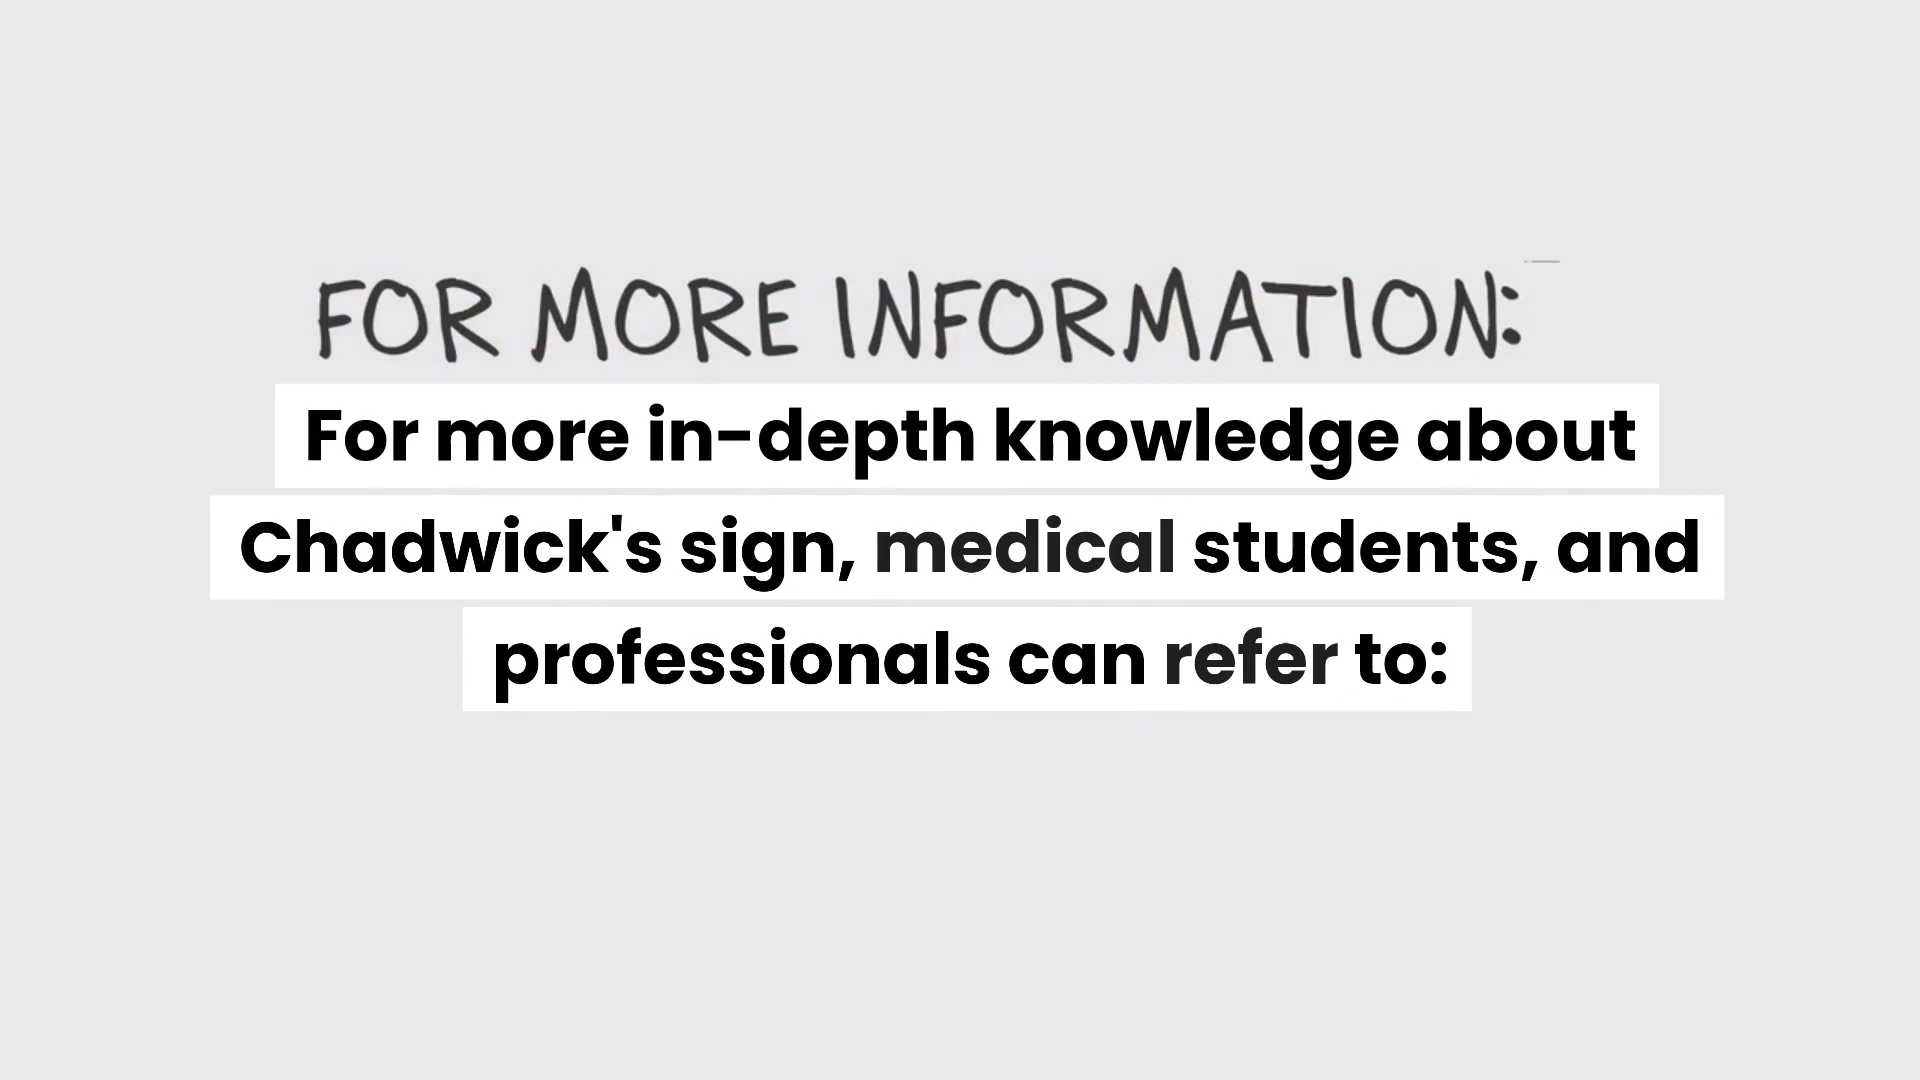 FOR MORE INFORMATION:
For more in-depth knowledge about
Chadwick's sign, medical students, and
professionals can refer to: